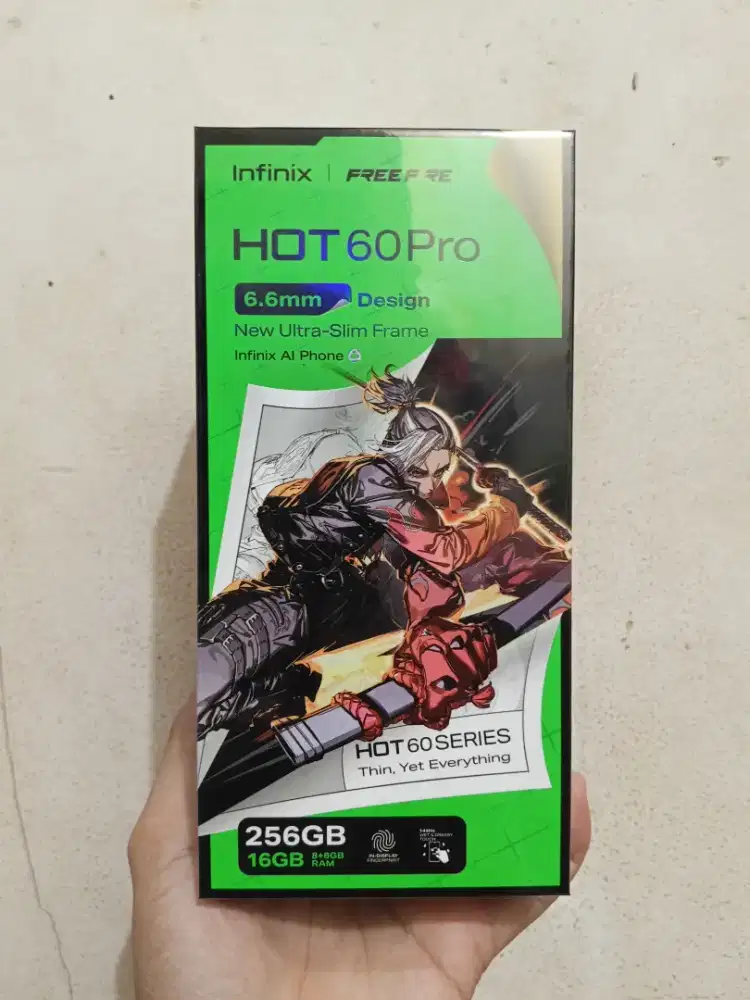 Infinix | FREE FIRE
HOT 60 Pro
6.6mm Design
New Ultra-Slim Frame
Infinix AI Phone
HOT 60 SERIES
Thin, Yet Everything
256GB
16GB 8+8GB
RAM
IN-DISPLAY
FINGERPRINT
TOUCH